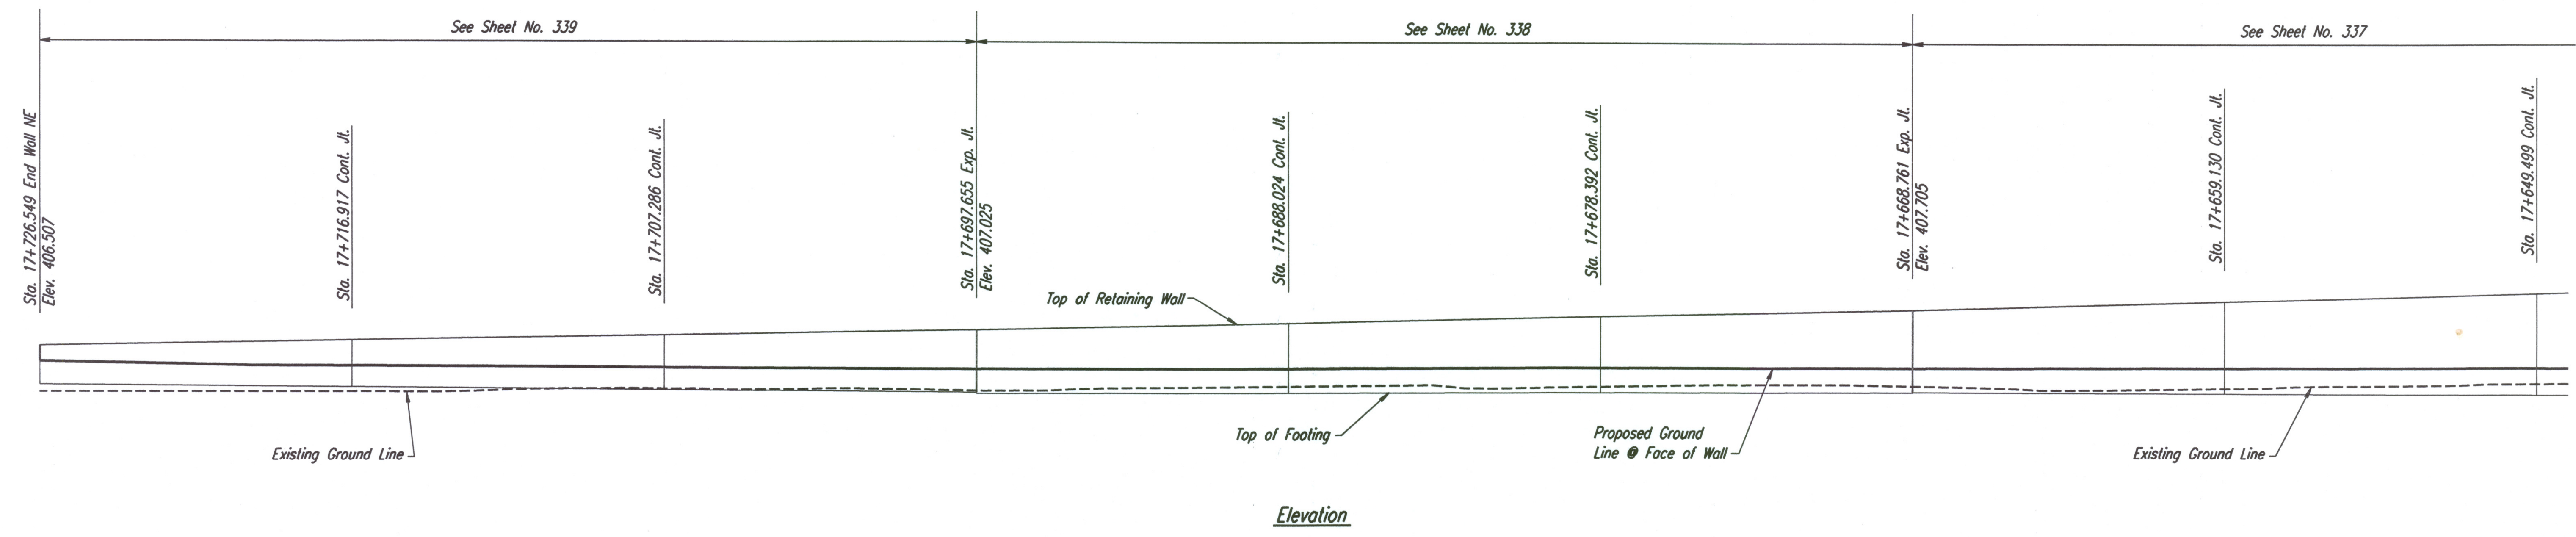 See Sheet No. 339
See Sheet No. 338
See Sheet No. 337
Sta. 17+726.549 End Wall NE
Elev. 406.507
Sta. 17+716.917 Cont. Jt.
Sta. 17+707.286 Cont. Jt.
Sta. 17+697.655 Exp. Jt.
Elev. 407.025
Sta. 17+688.024 Cont. Jt.
Sta. 17+678.392 Cont. Jt.
Sta. 17+668.761 Exp. Jt.
Elev. 407.705
Sta. 17+659.130 Cont. Jt.
Sta. 17+649.499 Cont. Jt.
Top of Retaining Wall
Existing Ground Line
Top of Footing
Proposed Ground
Line @ Face of Wall
Existing Ground Line
Elevation